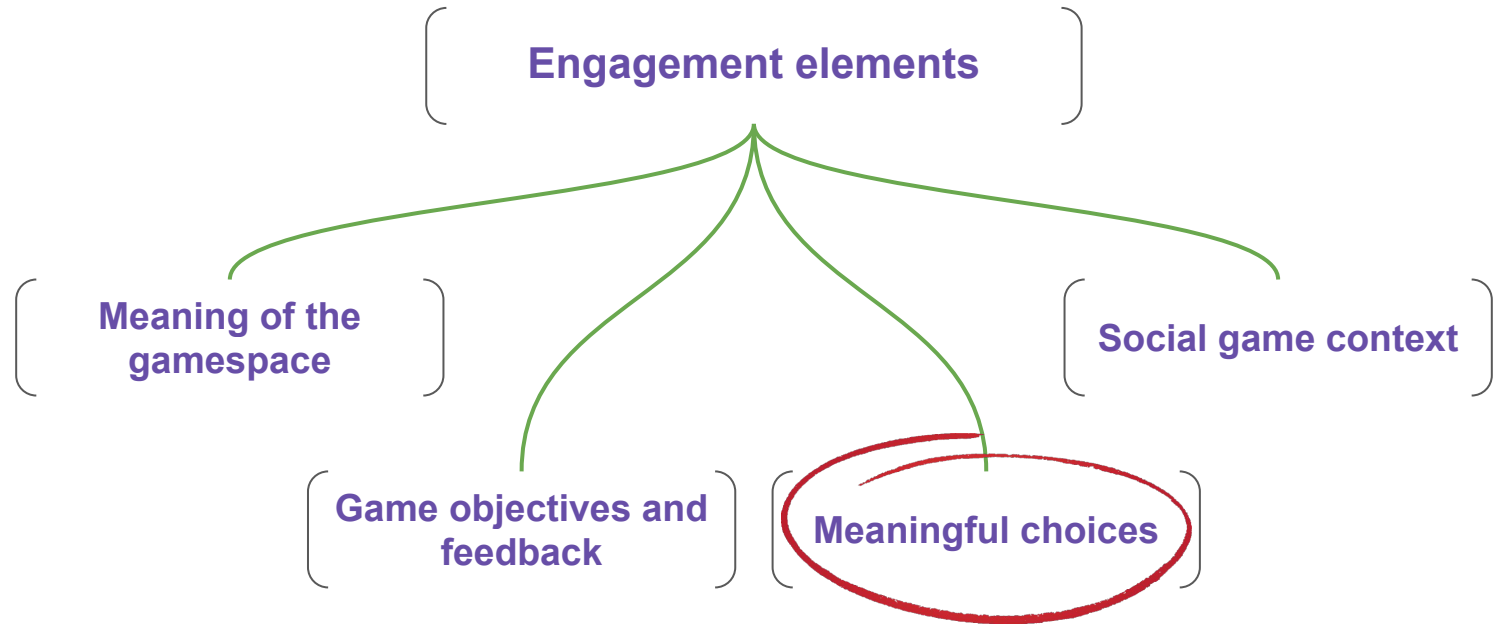 Engagement elements
Meaning of the
gamespace
Social game context
Game objectives and
feedback
Meaningful choices